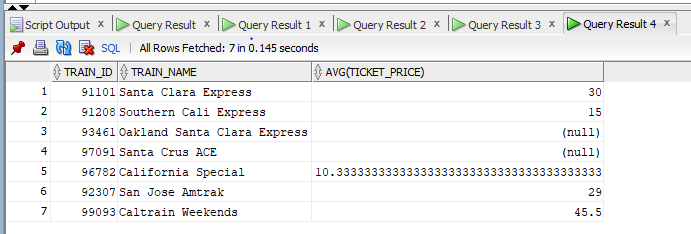 Script Output x Query Result x Query Result 1 x Query Result 2 x Query Result 3 x Query Result 4 x
SQL | All Rows Fetched: 7 in 0.145 seconds
TRAIN_ID TRAIN_NAME AVG(TICKET_PRICE)
1 91101 Santa Clara Express 30
2 91208 Southern Cali Express 15
3 93461 Oakland Santa Clara Express (null)
4 97091 Santa Crus ACE (null)
5 96782 California Special 10.33333333333333333333333333333333333333
6 92307 San Jose Amtrak 29
7 99093 Caltrain Weekends 45.5